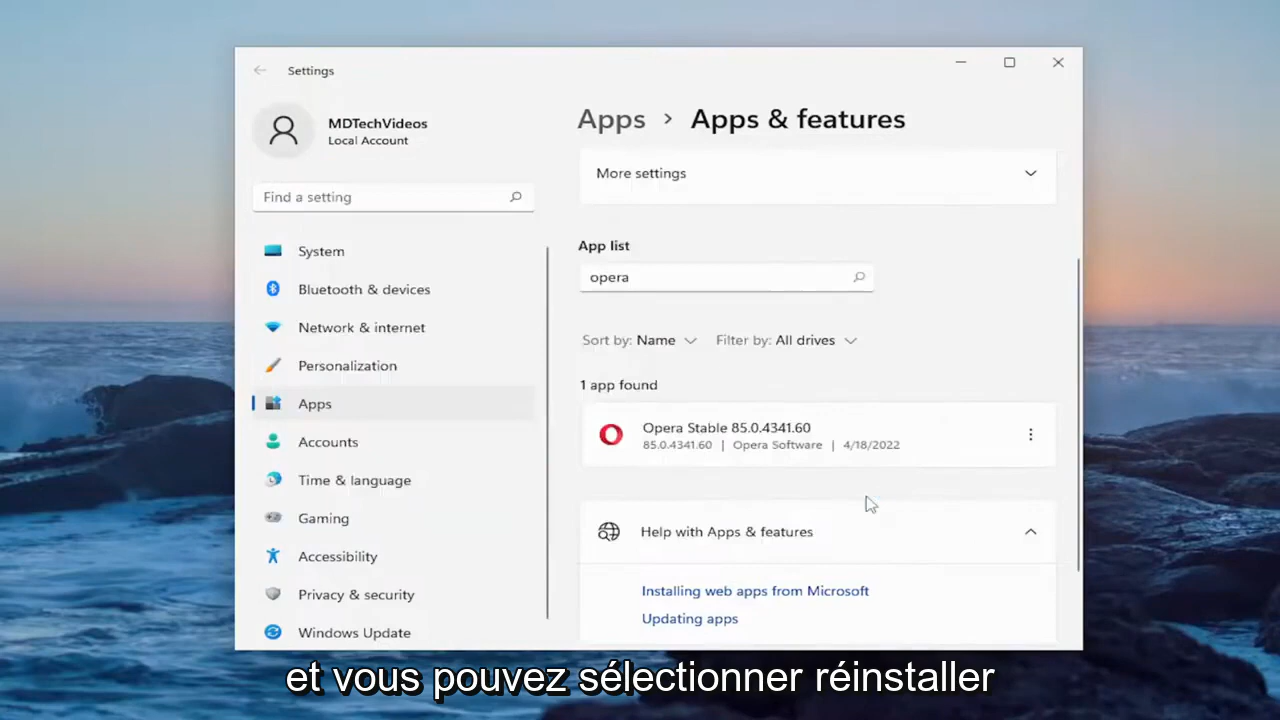 Settings
MDTechVideos
Local Account
Find a setting
System
Bluetooth & devices
Network & internet
Personalization
Apps
Accounts
Time & language
Gaming
Accessibility
Privacy & security
Windows Update
Apps > Apps & features
More settings
App list
opera
Sort by: Name Filter by: All drives
1 app found
Opera Stable 85.0.4341.60
85.0.4341.60 | Opera Software | 4/18/2022
Help with Apps & features
Installing web apps from Microsoft
Updating apps
et vous pouvez sélectionner réinstaller